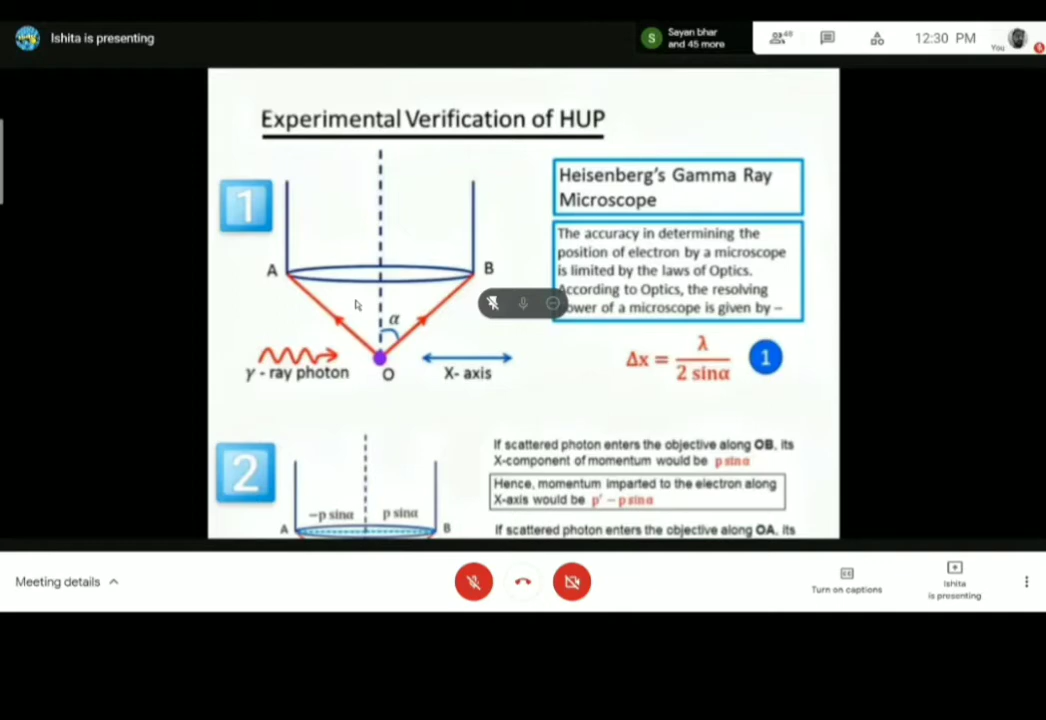 Ishita is presenting
Sayan bhar
and 45 more
48
12:30 PM
You
Experimental Verification of HUP
1
Heisenberg's Gamma Ray
Microscope
The accuracy in determining the
position of electron by a microscope
is limited by the laws of Optics.
According to Optics, the resolving
power of a microscope is given by –
A
B
α
γ - ray photon
O
X- axis
Δx = λ / 2 sinα
1
2
If scattered photon enters the objective along OB, its
X-component of momentum would be p sinα
Hence, momentum imparted to the electron along
X-axis would be p′ – p sinα
If scattered photon enters the objective along OA, its
–p sinα
p sinα
A
B
Meeting details
Turn on captions
Ishita
is presenting